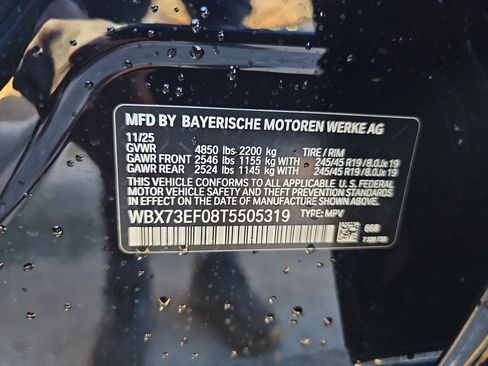 MFD BY BAYERISCHE MOTOREN WERKE AG
11/25
GVWR 4850 lbs 2200 kg TIRE / RIM
GAWR FRONT 2546 lbs 1155 kg WITH 245/45 R19 /8.0Jx19
GAWR REAR 2524 lbs 1145 kg WITH 245/45 R19 /8.0Jx19
THIS VEHICLE CONFORMS TO ALL APPLICABLE U. S. FEDERAL
MOTOR VEHICLE SAFETY AND THEFT PREVENTION STANDARDS
IN EFFECT ON THE DATE OF MANUFACTURE SHOWN ABOVE.
WBX73EF08T5505319 TYPE: MPV
668